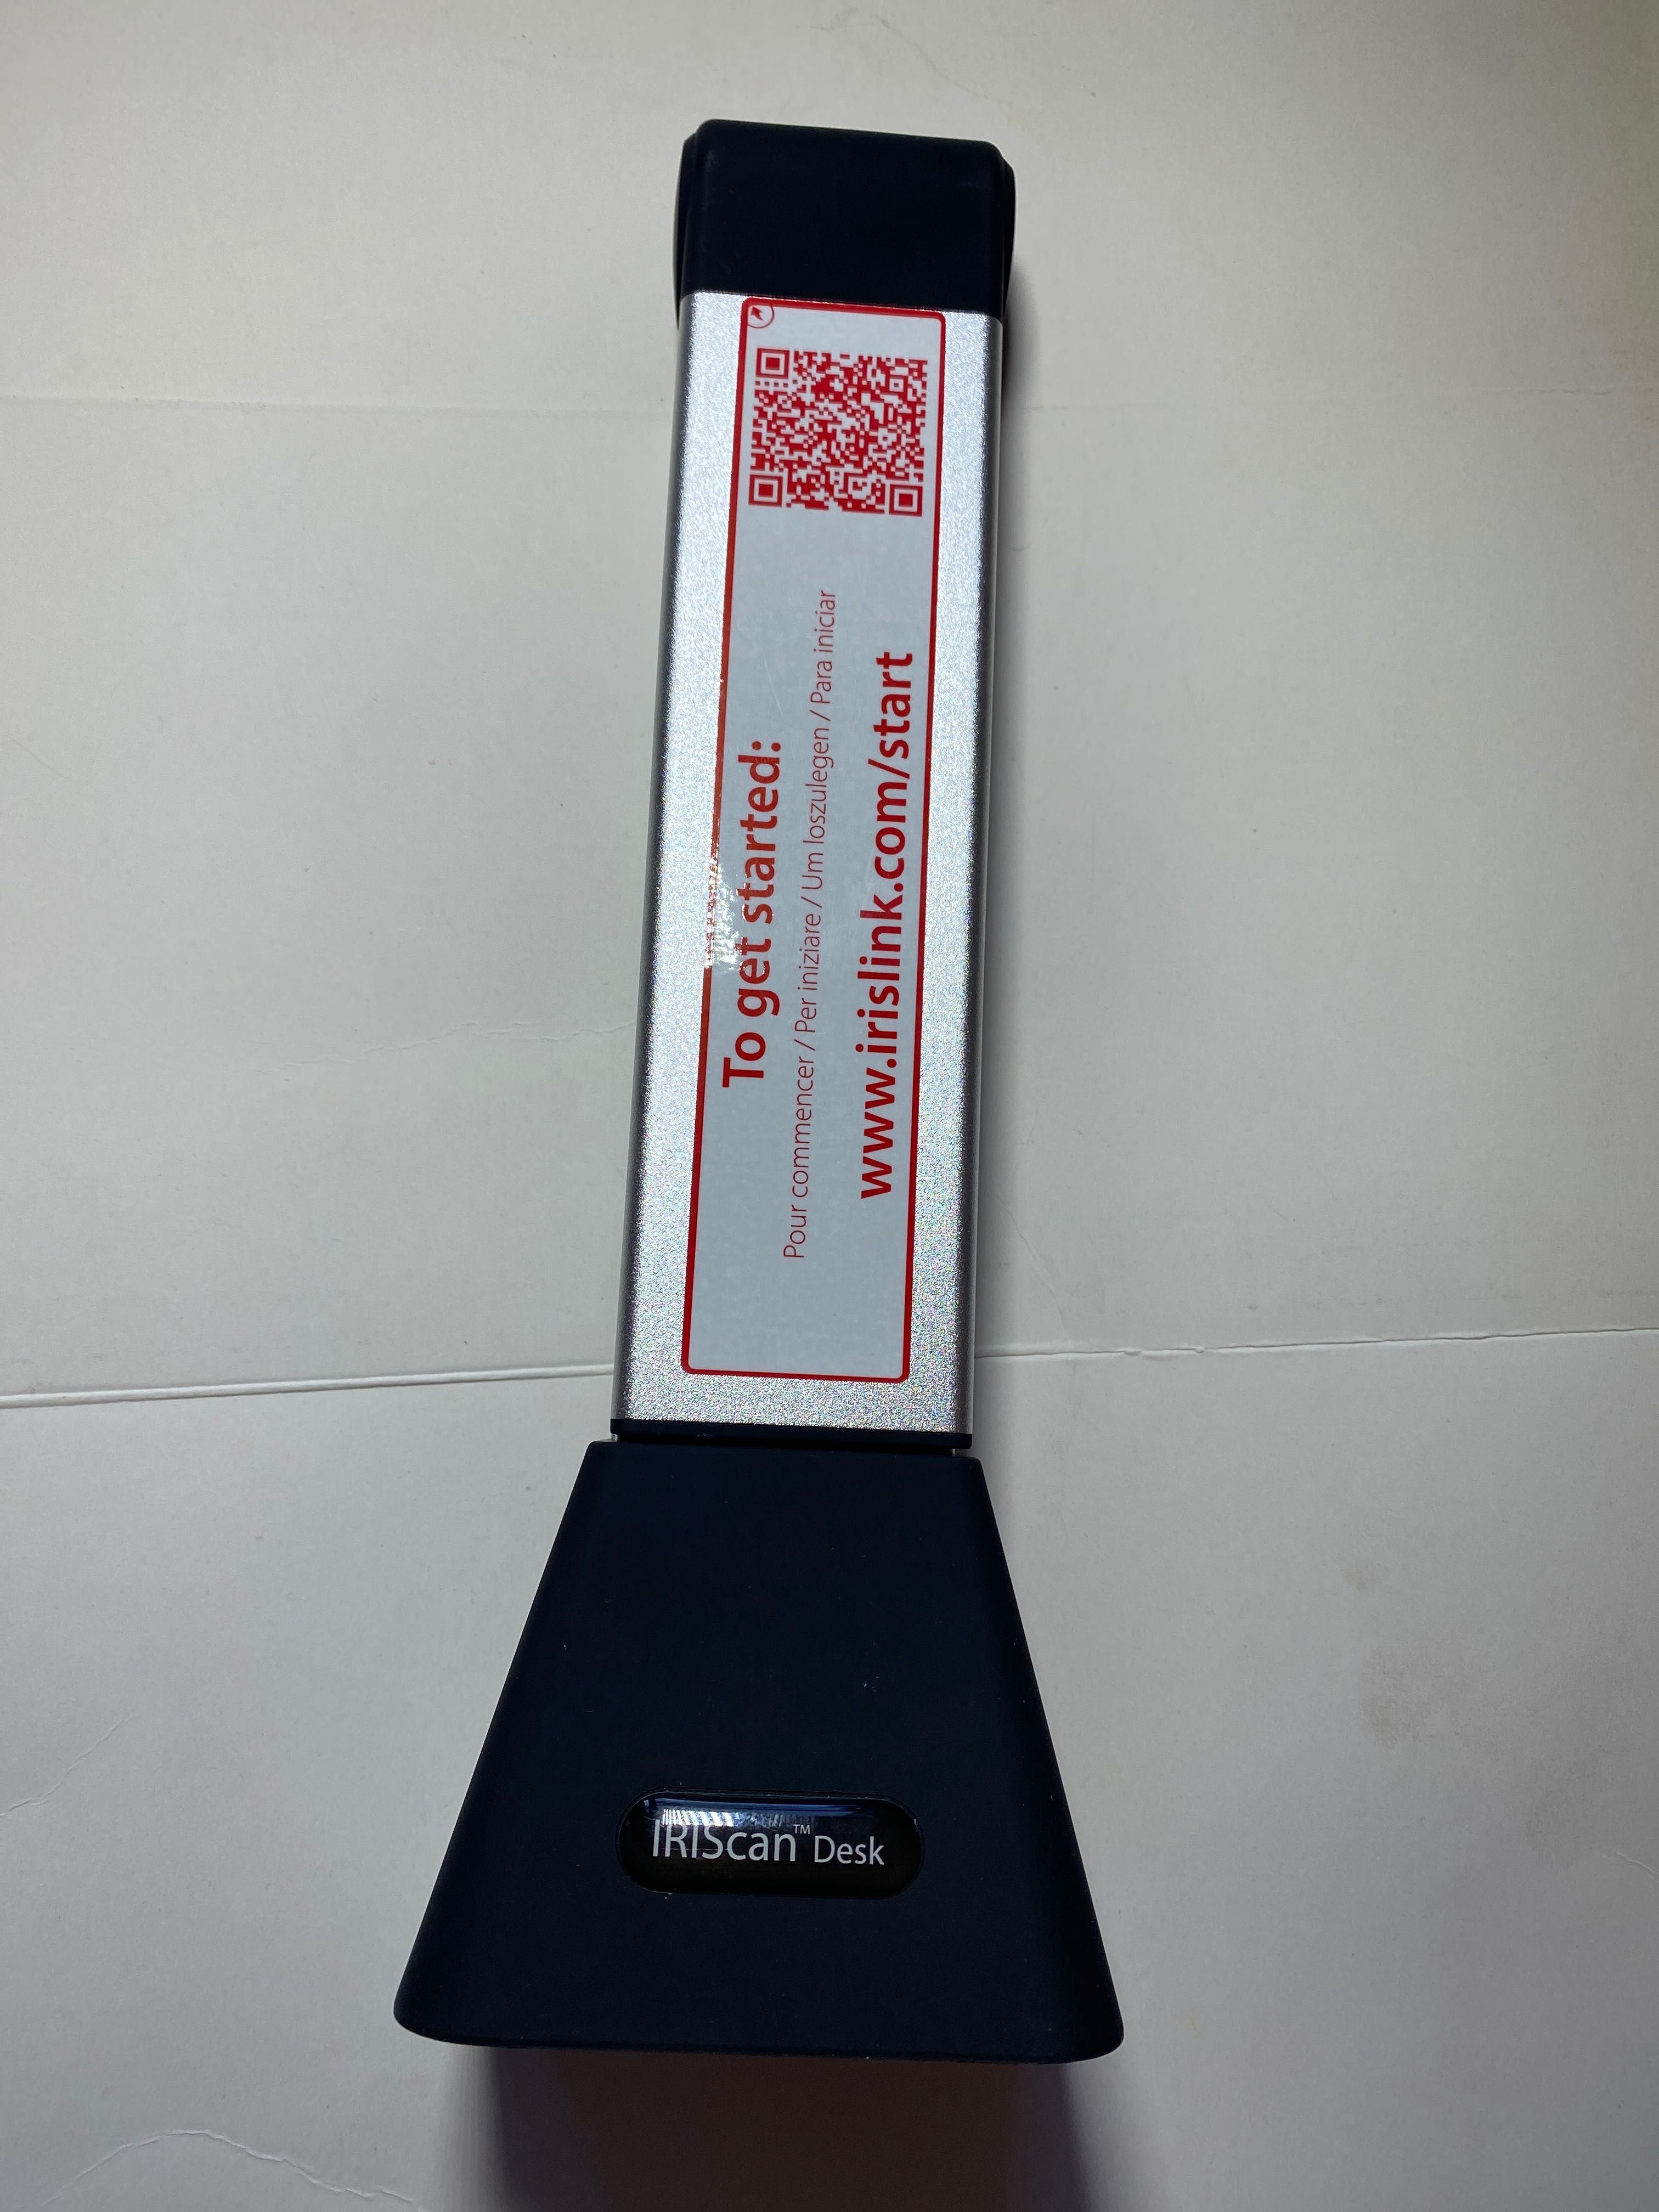 To get started:
Pour commencer / Per iniziare / Um loszulegen / Para iniciar
www.irislink.com/start
IRIScan™ Desk